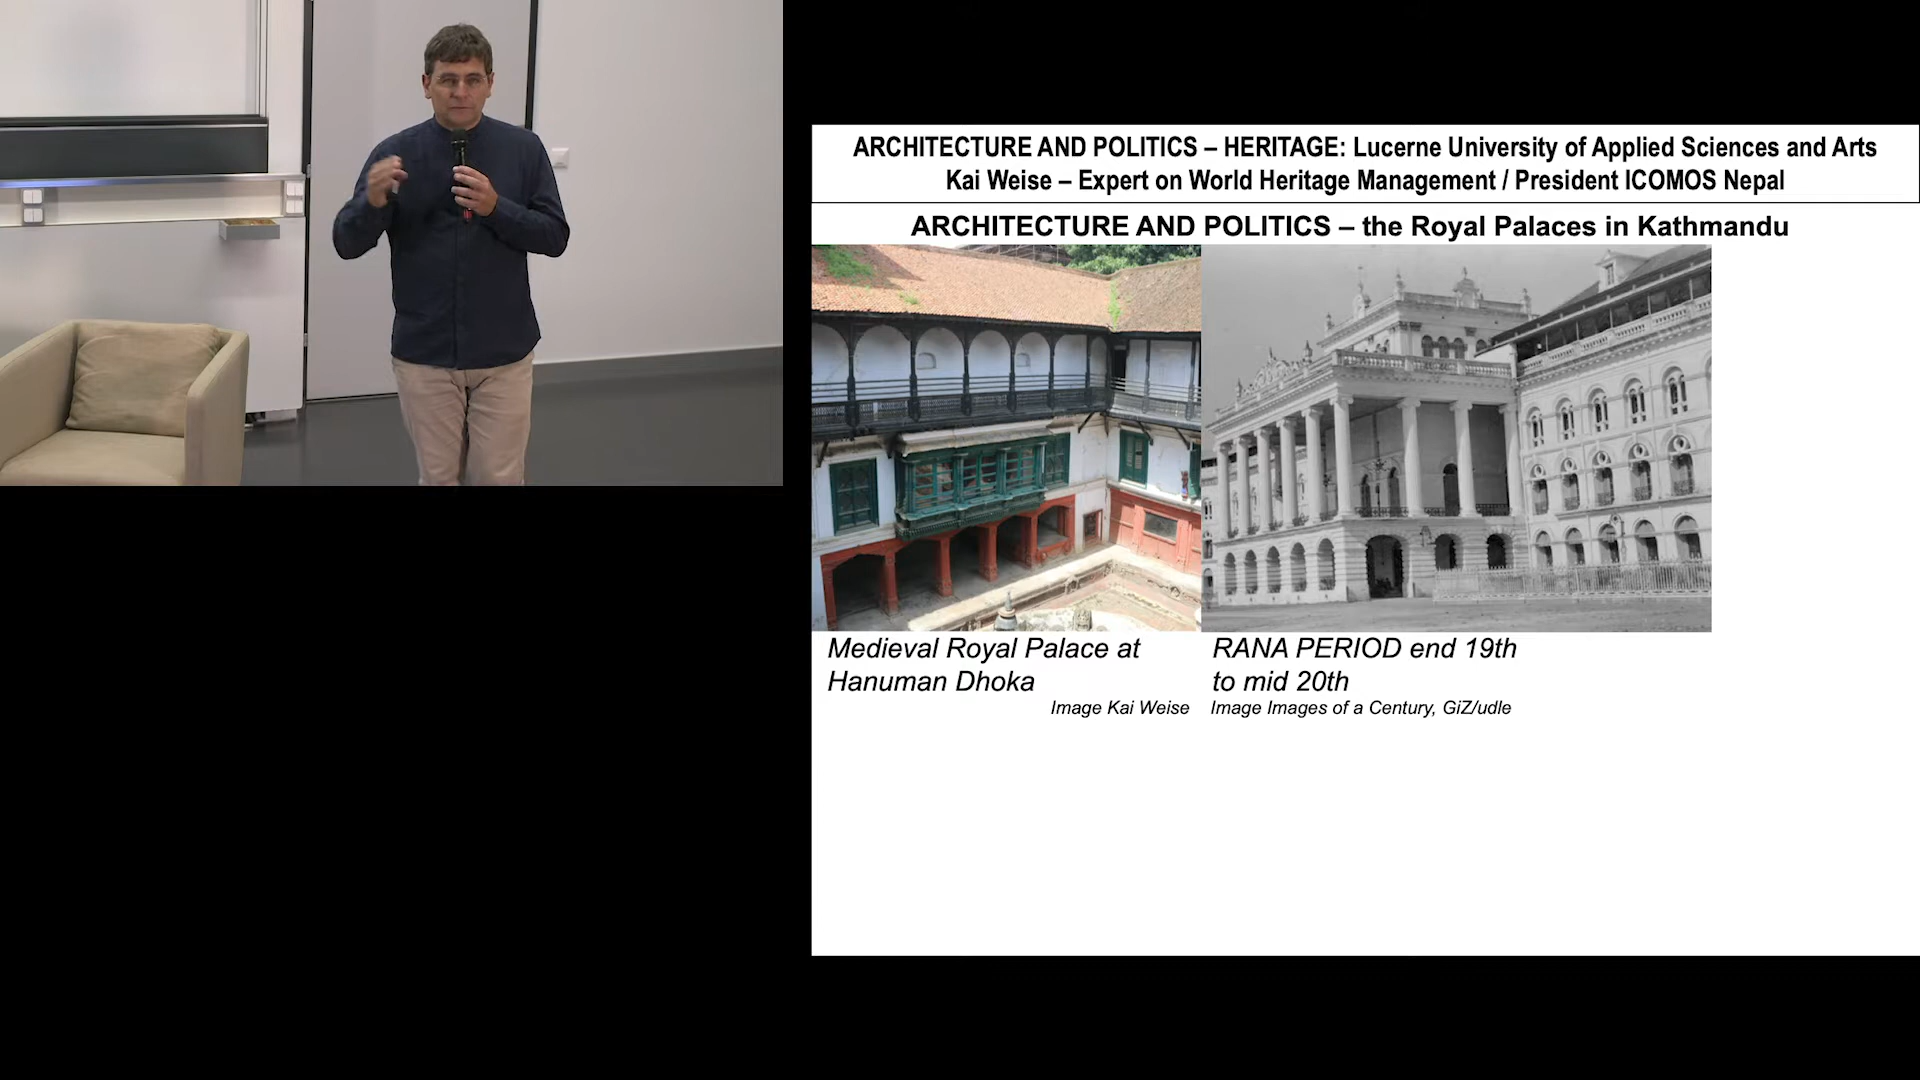 ARCHITECTURE AND POLITICS – HERITAGE: Lucerne University of Applied Sciences and Arts
Kai Weise – Expert on World Heritage Management / President ICOMOS Nepal
ARCHITECTURE AND POLITICS – the Royal Palaces in Kathmandu
Medieval Royal Palace at
Hanuman Dhoka
Image Kai Weise
RANA PERIOD end 19th
to mid 20th
Image Images of a Century, GiZ/udle